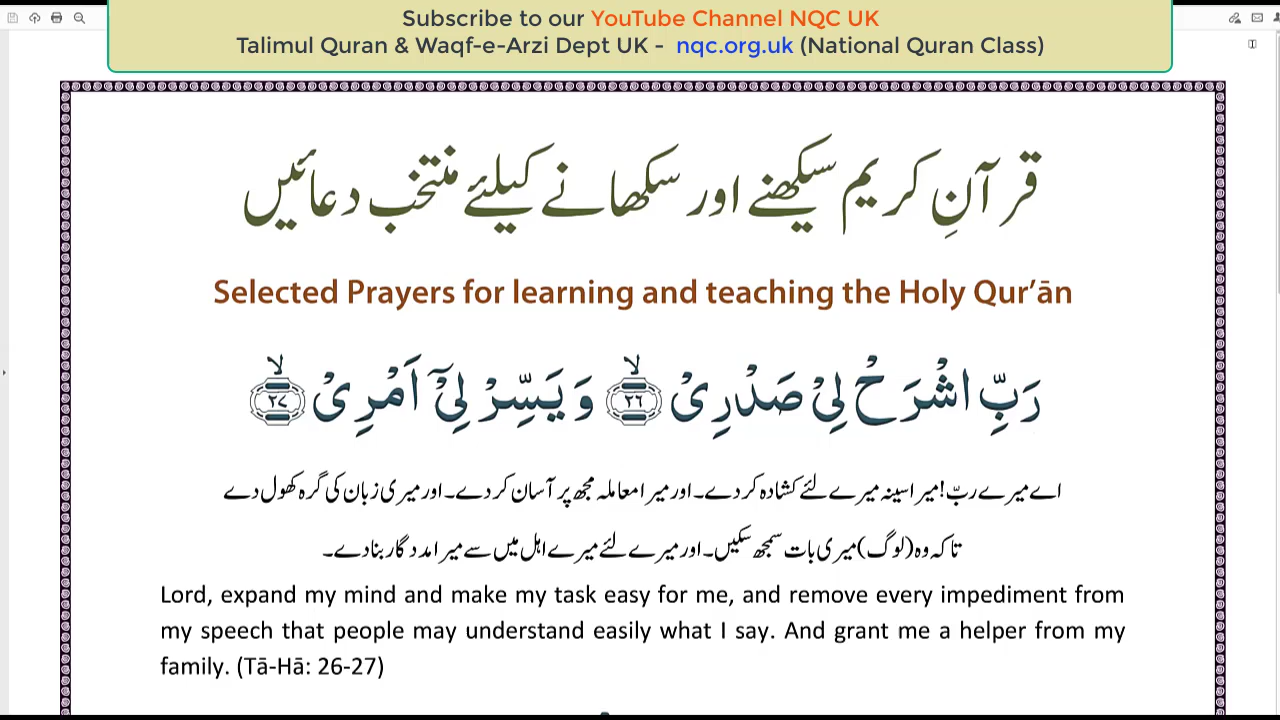 Subscribe to our YouTube Channel NQC UK
Talimul Quran & Waqf-e-Arzi Dept UK - nqc.org.uk (National Quran Class)
قرآنِ کریم سیکھنے اور سکھانے کیلئے منتخب دعائیں
Selected Prayers for learning and teaching the Holy Qur’ān
رَبِّ اشْرَحْ لِیْ صَدْرِیْ ۙ﴿۲۶﴾ وَ یَسِّرْ لِیْۤ اَمْرِیْ ۙ﴿۲۷﴾
اے میرے ربّ! میرا سینہ میرے لئے کشادہ کر دے۔ اور میرا معاملہ مجھ پر آسان کر دے۔ اور میری زبان کی گرہ کھول دے
تاکہ وہ (لوگ) میری بات سمجھ سکیں۔ اور میرے لئے میرے اہل میں سے میرا مددگار بنا دے۔
Lord, expand my mind and make my task easy for me, and remove every impediment from
my speech that people may understand easily what I say. And grant me a helper from my
family. (Tā-Hā: 26-27)